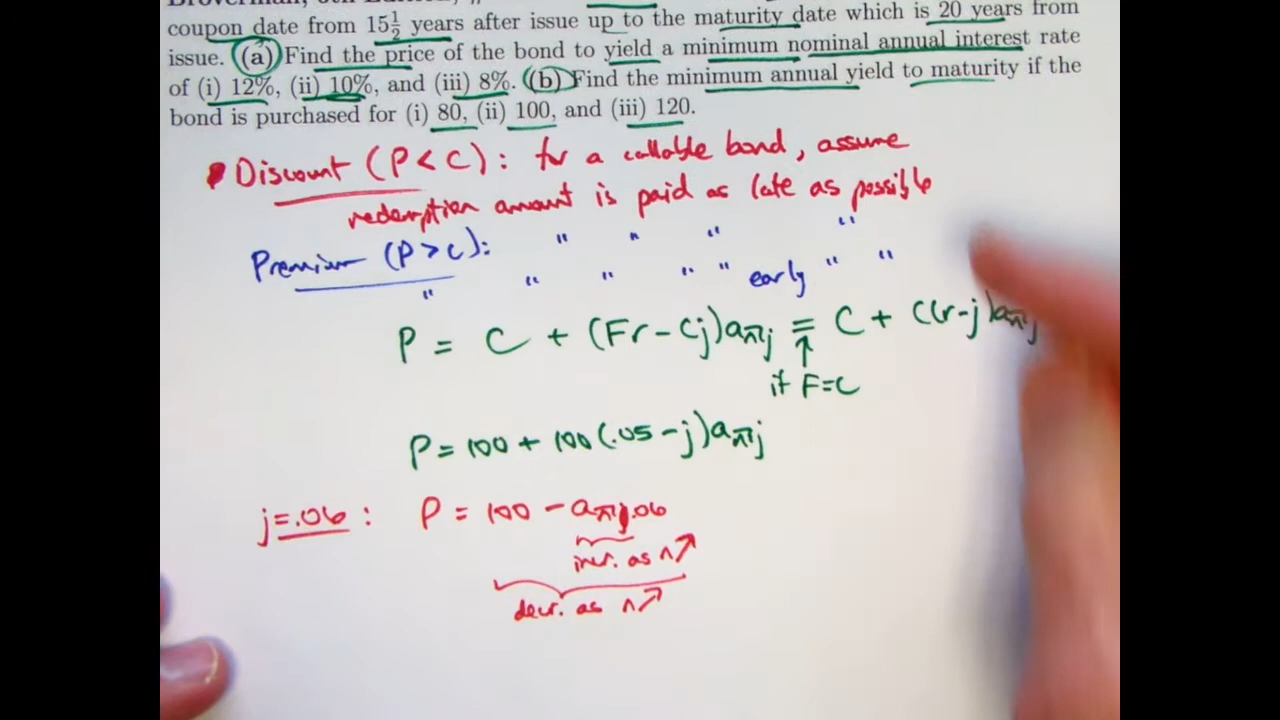 coupon date from 15½ years after issue up to the maturity date which is 20 years from
issue. (a) Find the price of the bond to yield a minimum nominal annual interest rate
of (i) 12%, (ii) 10%, and (iii) 8%. (b) Find the minimum annual yield to maturity if the
bond is purchased for (i) 80, (ii) 100, and (iii) 120.
Discount (P < C): for a callable bond, assume
redemption amount is paid as late as possible
Premium (P > C): " " " "
" " " " " early " "
P = C + (Fr - Cj)a_n̅|j = C + C(r-j)a_n̅|j
↑
if F=C
P = 100 + 100(.05 - j)a_n̅|j
j=.06 : P = 100 - a_n̅|.06
incr. as n↗
decr. as n↗